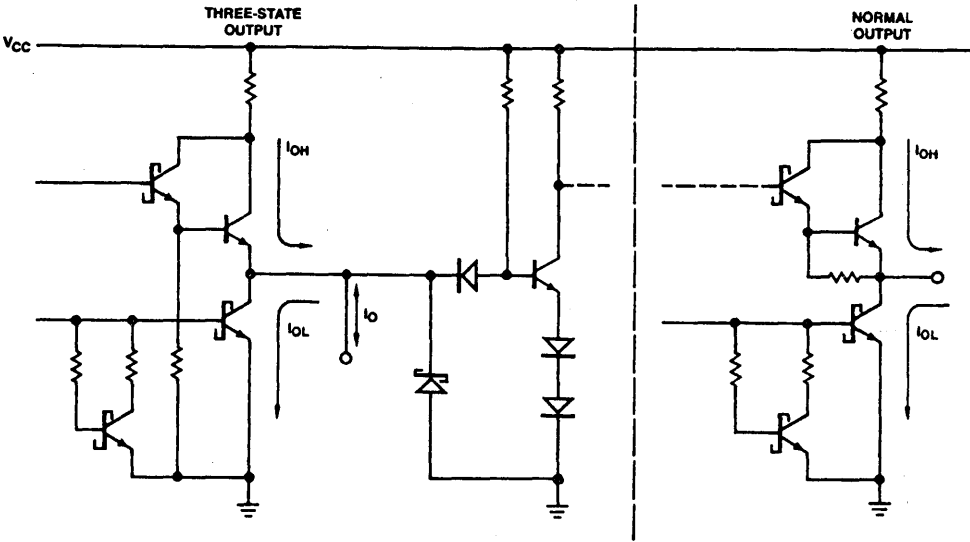 THREE-STATE
OUTPUT
NORMAL
OUTPUT
VCC
IOH
IOH
IO
IOL
IOL